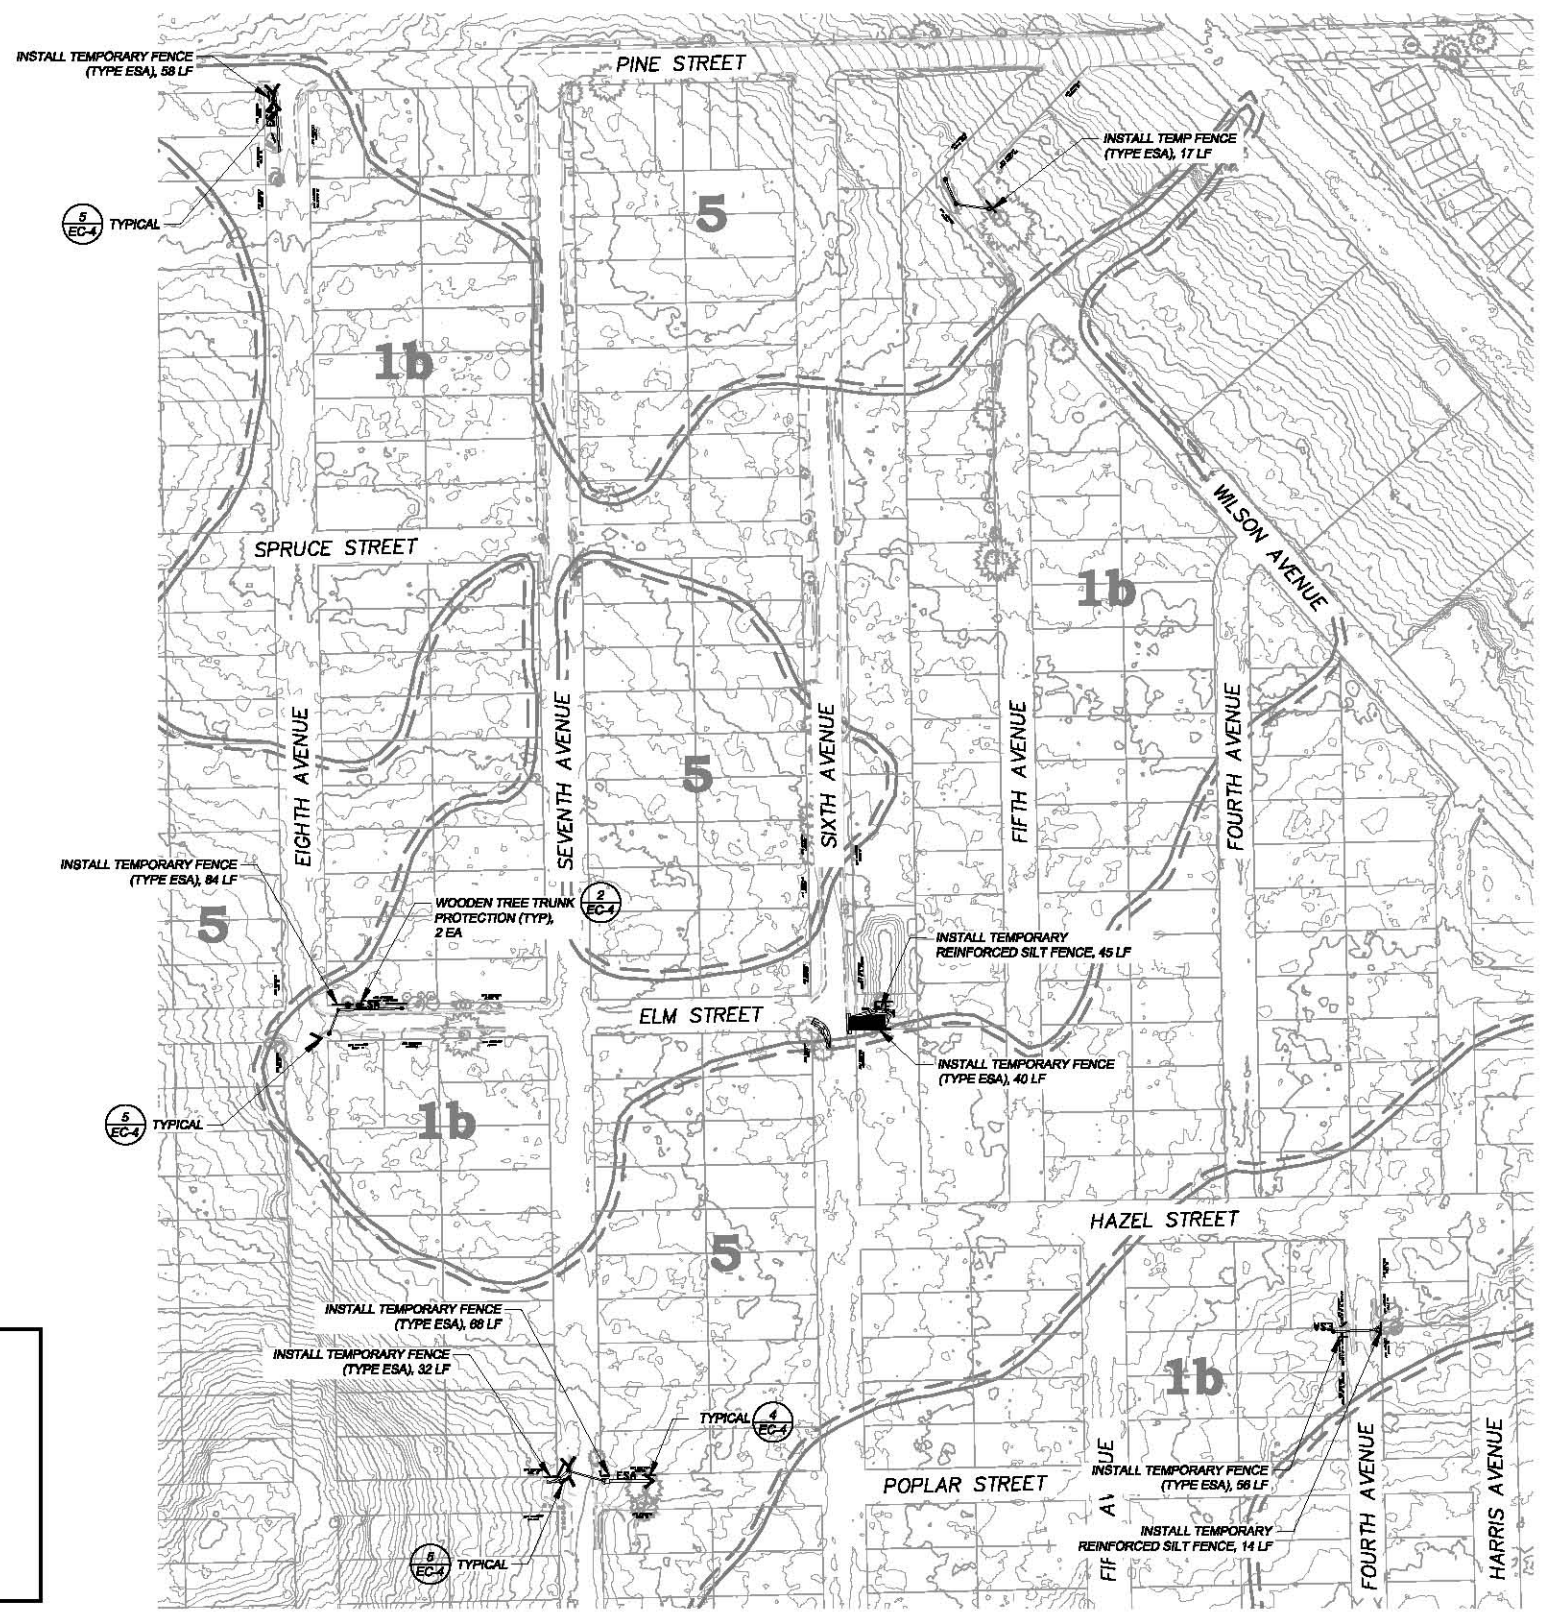 INSTALL TEMPORARY FENCE
(TYPE ESA), 58 LF
PINE STREET
INSTALL TEMP FENCE
(TYPE ESA), 17 LF
5
EC-4
TYPICAL
5
1b
WILSON AVENUE
SPRUCE STREET
1b
EIGHTH AVENUE
SEVENTH AVENUE
5
SIXTH AVENUE
FIFTH AVENUE
FOURTH AVENUE
INSTALL TEMPORARY FENCE
(TYPE ESA), 84 LF
5
WOODEN TREE TRUNK
PROTECTION (TYP),
2 EA
2
EC-4
INSTALL TEMPORARY
REINFORCED SILT FENCE, 45 LF
ELM STREET
INSTALL TEMPORARY FENCE
(TYPE ESA), 40 LF
5
EC-4
TYPICAL
1b
HAZEL STREET
5
INSTALL TEMPORARY FENCE
(TYPE ESA), 68 LF
INSTALL TEMPORARY FENCE
(TYPE ESA), 32 LF
ESA
1b
TYPICAL
4
EC-4
ESA
POPLAR STREET
INSTALL TEMPORARY FENCE
(TYPE ESA), 56 LF
INSTALL TEMPORARY
REINFORCED SILT FENCE, 14 LF
FOURTH AVENUE
HARRIS AVENUE
5
EC-4
TYPICAL